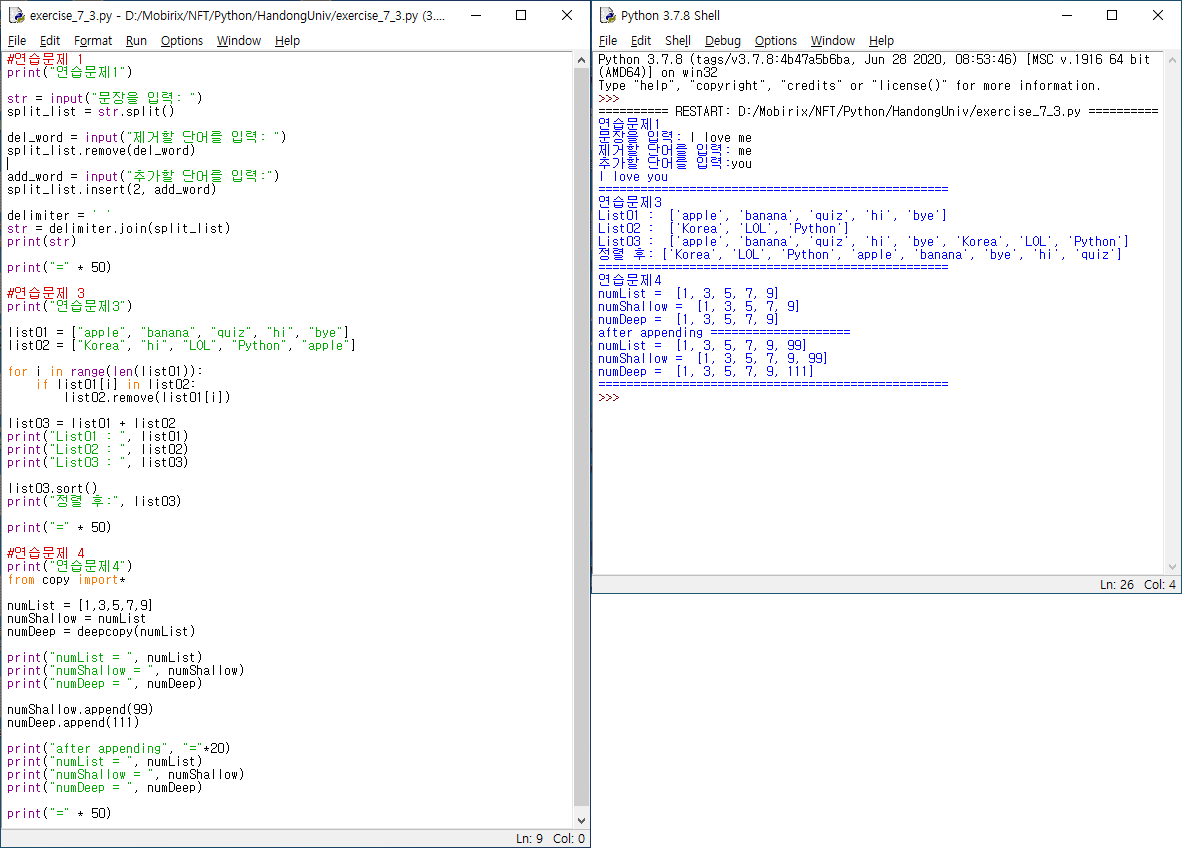 exercise_7_3.py - D:/Mobirix/NFT/Python/HandongUniv/exercise_7_3.py (3....
File Edit Format Run Options Window Help
#연습문제 1
print("연습문제1")
str = input("문장을 입력: ")
split_list = str.split()
del_word = input("제거할 단어를 입력: ")
split_list.remove(del_word)
add_word = input("추가할 단어를 입력:")
split_list.insert(2, add_word)
delimiter = ' '
str = delimiter.join(split_list)
print(str)
print("=" * 50)
#연습문제 3
print("연습문제3")
list01 = ["apple", "banana", "quiz", "hi", "bye"]
list02 = ["Korea", "hi", "LOL", "Python", "apple"]
for i in range(len(list01)):
    if list01[i] in list02:
        list02.remove(list01[i])
list03 = list01 + list02
print("List01 : ", list01)
print("List02 : ", list02)
print("List03 : ", list03)
list03.sort()
print("정렬 후:", list03)
print("=" * 50)
#연습문제 4
print("연습문제4")
from copy import*
numList = [1,3,5,7,9]
numShallow = numList
numDeep = deepcopy(numList)
print("numList = ", numList)
print("numShallow = ", numShallow)
print("numDeep = ", numDeep)
numShallow.append(99)
numDeep.append(111)
print("after appending", "="*20)
print("numList = ", numList)
print("numShallow = ", numShallow)
print("numDeep = ", numDeep)
print("=" * 50)
Ln: 9 Col: 0
Python 3.7.8 Shell
File Edit Shell Debug Options Window Help
Python 3.7.8 (tags/v3.7.8:4b47a5b6ba, Jun 28 2020, 08:53:46) [MSC v.1916 64 bit
(AMD64)] on win32
Type "help", "copyright", "credits" or "license()" for more information.
>>>
========== RESTART: D:/Mobirix/NFT/Python/HandongUniv/exercise_7_3.py ==========
연습문제1
문장을 입력: I love me
제거할 단어를 입력: me
추가할 단어를 입력:you
I love you
==================================================
연습문제3
List01 :  ['apple', 'banana', 'quiz', 'hi', 'bye']
List02 :  ['Korea', 'LOL', 'Python']
List03 :  ['apple', 'banana', 'quiz', 'hi', 'bye', 'Korea', 'LOL', 'Python']
정렬 후: ['Korea', 'LOL', 'Python', 'apple', 'banana', 'bye', 'hi', 'quiz']
==================================================
연습문제4
numList =  [1, 3, 5, 7, 9]
numShallow =  [1, 3, 5, 7, 9]
numDeep =  [1, 3, 5, 7, 9]
after appending ====================
numList =  [1, 3, 5, 7, 9, 99]
numShallow =  [1, 3, 5, 7, 9, 99]
numDeep =  [1, 3, 5, 7, 9, 111]
==================================================
>>>
Ln: 26 Col: 4